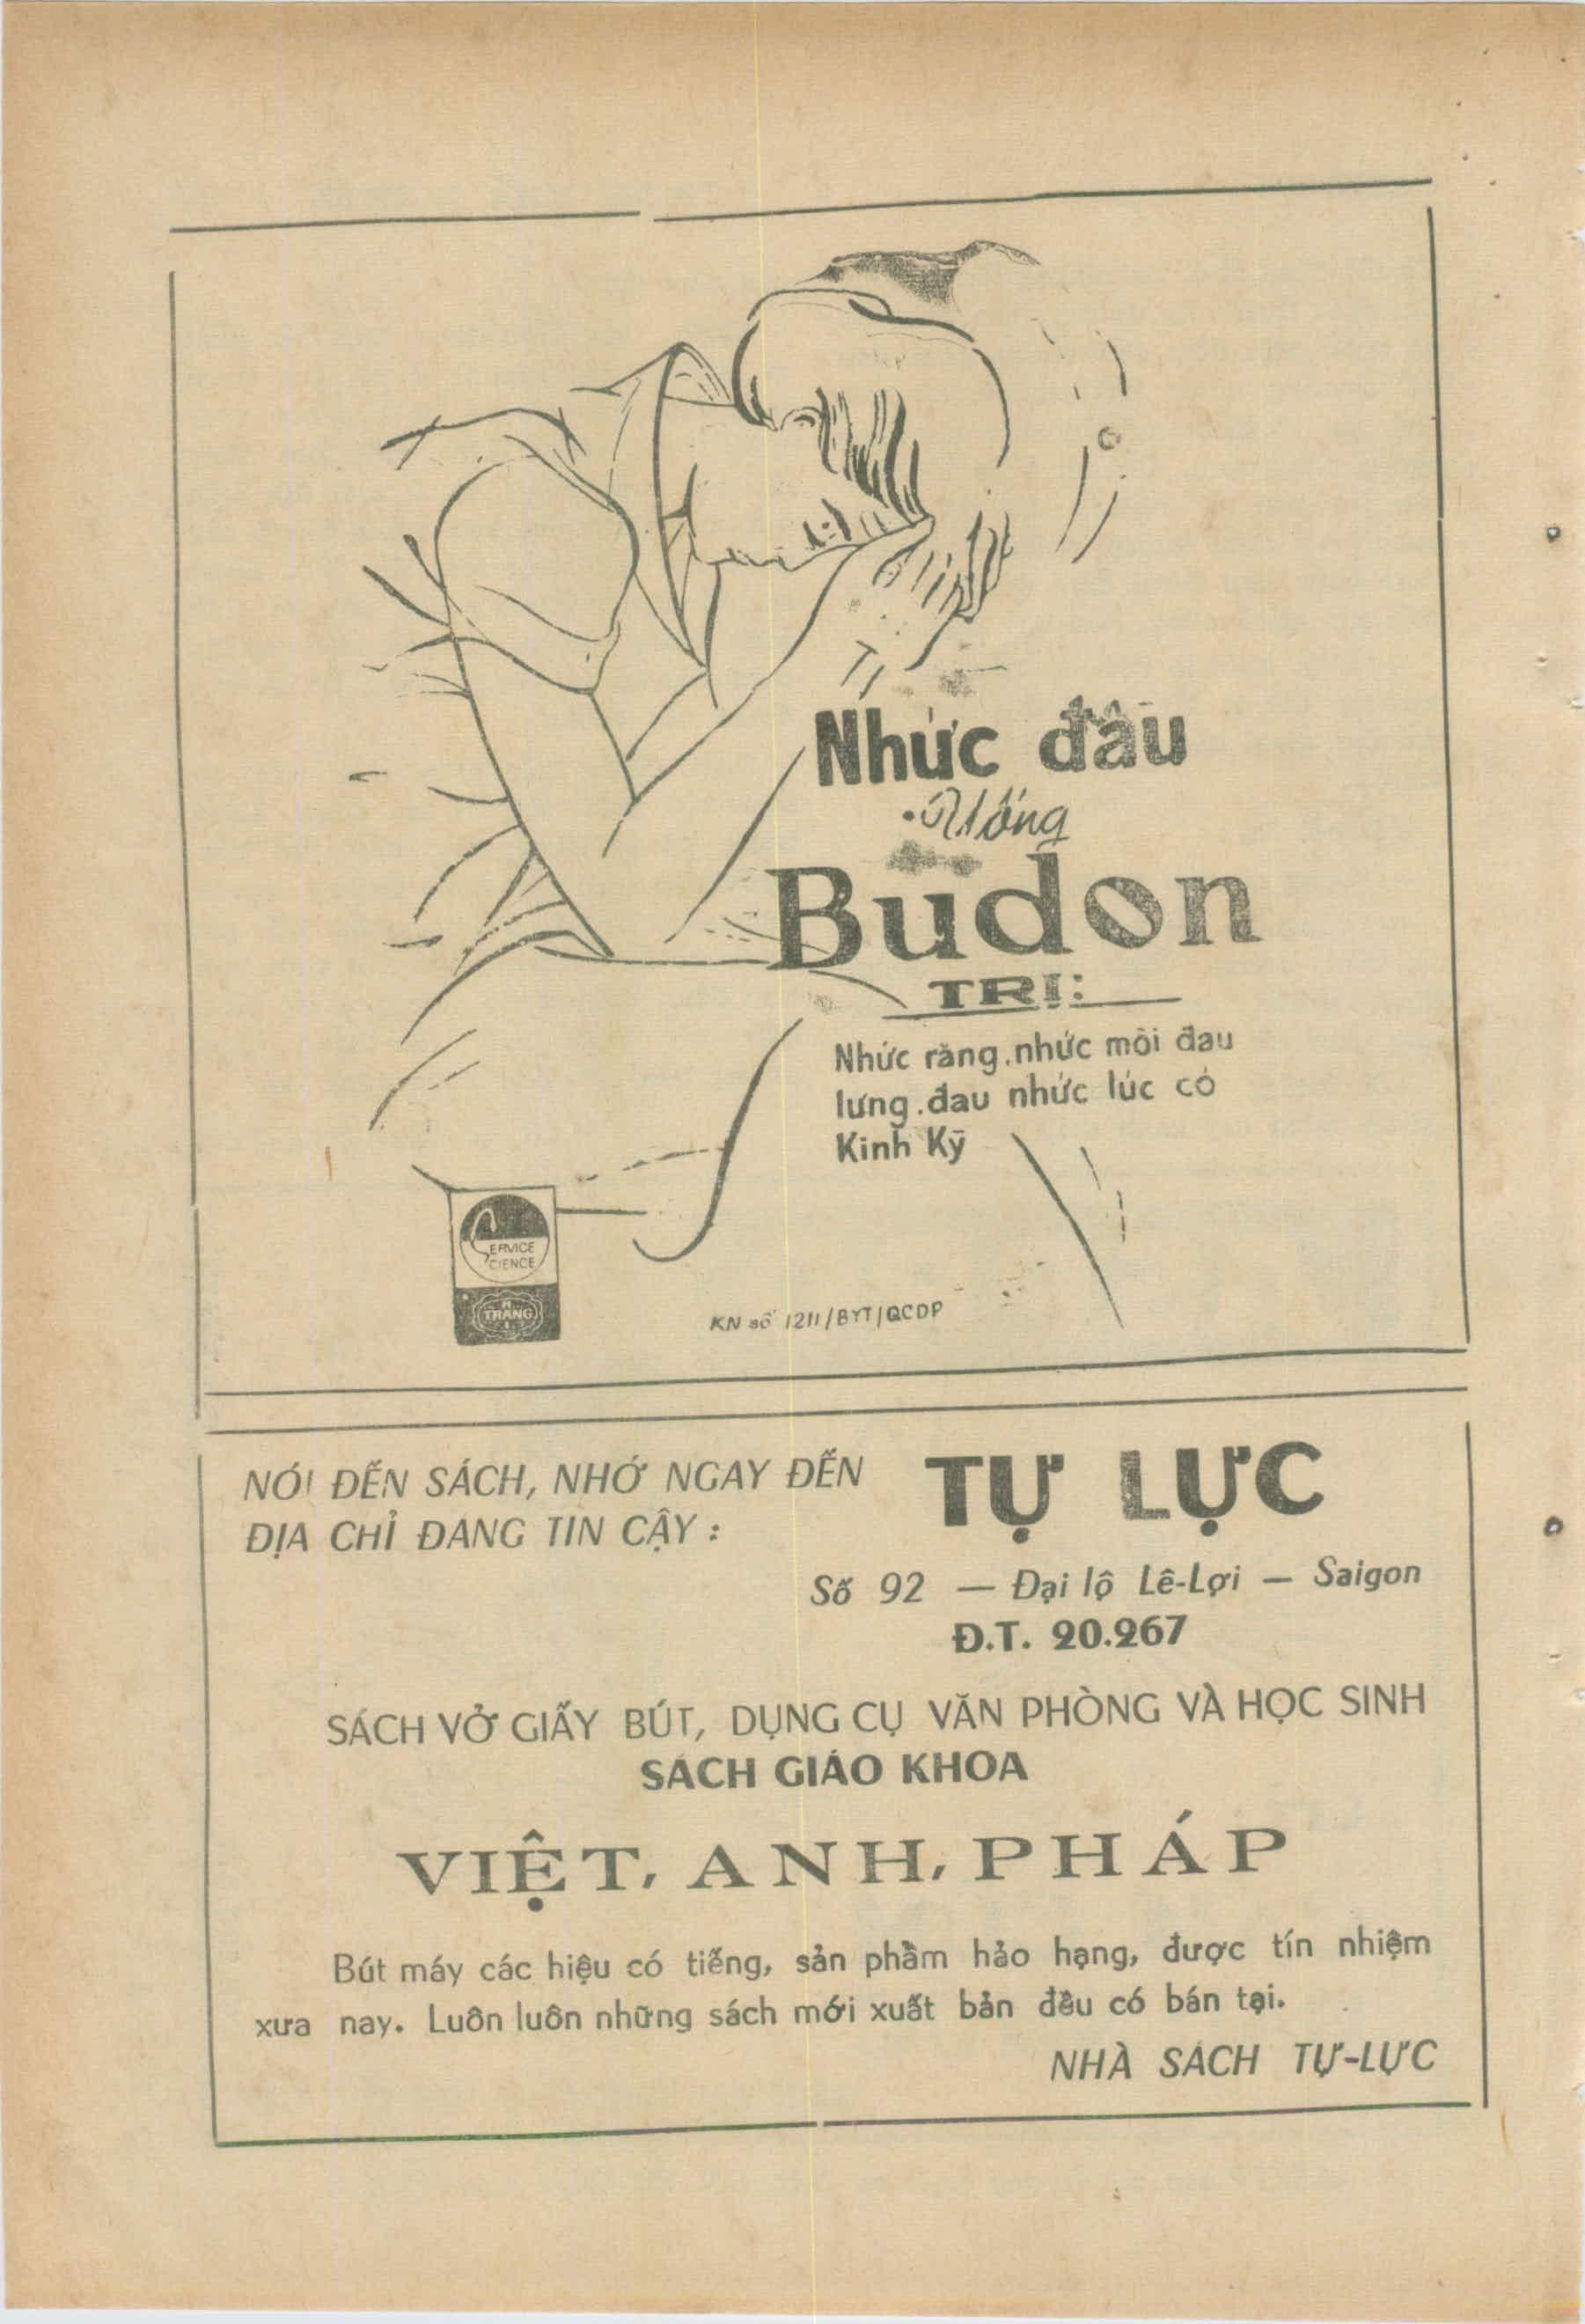 Nhức đầu
Uống
Budon
TRỊ:
Nhức răng, nhức mỏi đau
lưng, đau nhức lúc có
Kinh Kỳ
SERVICE
SCIENCE
TRANG
KN số 1211/BYT/QCDP
NÓI ĐẾN SÁCH, NHỚ NGAY ĐẾN TỰ LỰC
ĐỊA CHỈ ĐANG TIN CẬY :
Số 92 — Đại lộ Lê-Lợi — Saigon
Đ.T. 20.267
SÁCH VỞ GIẤY BÚT, DỤNG CỤ VĂN PHÒNG VÀ HỌC SINH
SÁCH GIÁO KHOA
VIỆT, ANH, PHÁP
Bút máy các hiệu có tiếng, sản phẩm hảo hạng, được tín nhiệm
xưa nay. Luôn luôn những sách mới xuất bản đều có bán tại.
NHÀ SÁCH TỰ-LỰC